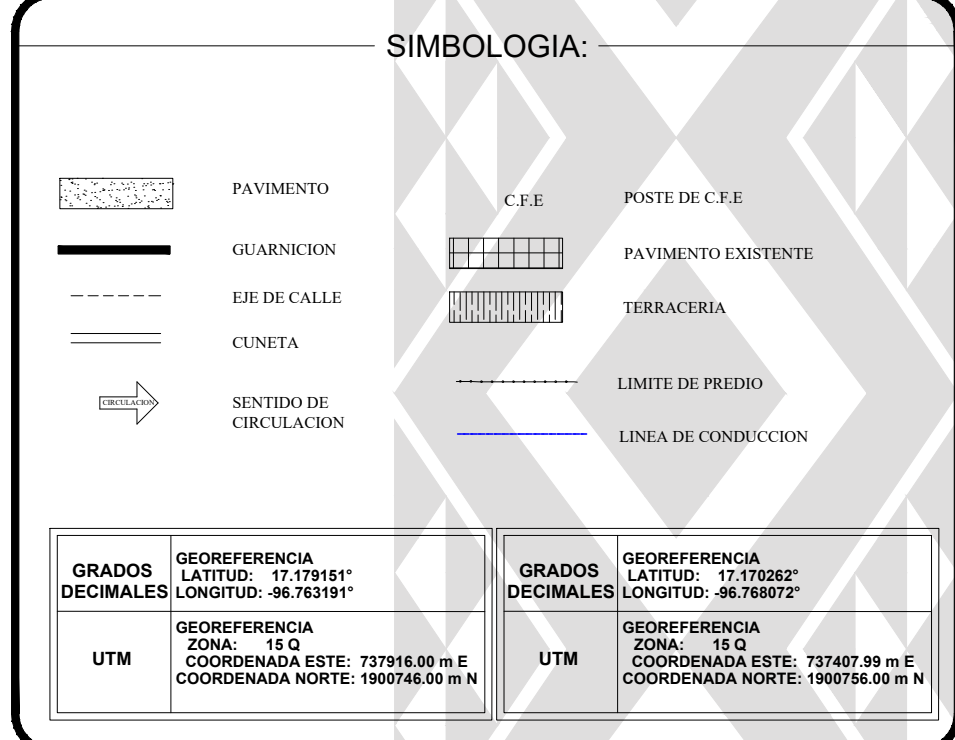 SIMBOLOGIA:
PAVIMENTO
GUARNICION
EJE DE CALLE
CUNETA
CIRCULACION
SENTIDO DE
CIRCULACION
C.F.E
POSTE DE C.F.E
PAVIMENTO EXISTENTE
TERRACERIA
LIMITE DE PREDIO
LINEA DE CONDUCCION
GRADOS
DECIMALES
GEOREFERENCIA
LATITUD: 17.179151°
LONGITUD: -96.763191°
UTM
GEOREFERENCIA
ZONA: 15 Q
COORDENADA ESTE: 737916.00 m E
COORDENADA NORTE: 1900746.00 m N
GRADOS
DECIMALES
GEOREFERENCIA
LATITUD: 17.170262°
LONGITUD: -96.768072°
UTM
GEOREFERENCIA
ZONA: 15 Q
COORDENADA ESTE: 737407.99 m E
COORDENADA NORTE: 1900756.00 m N